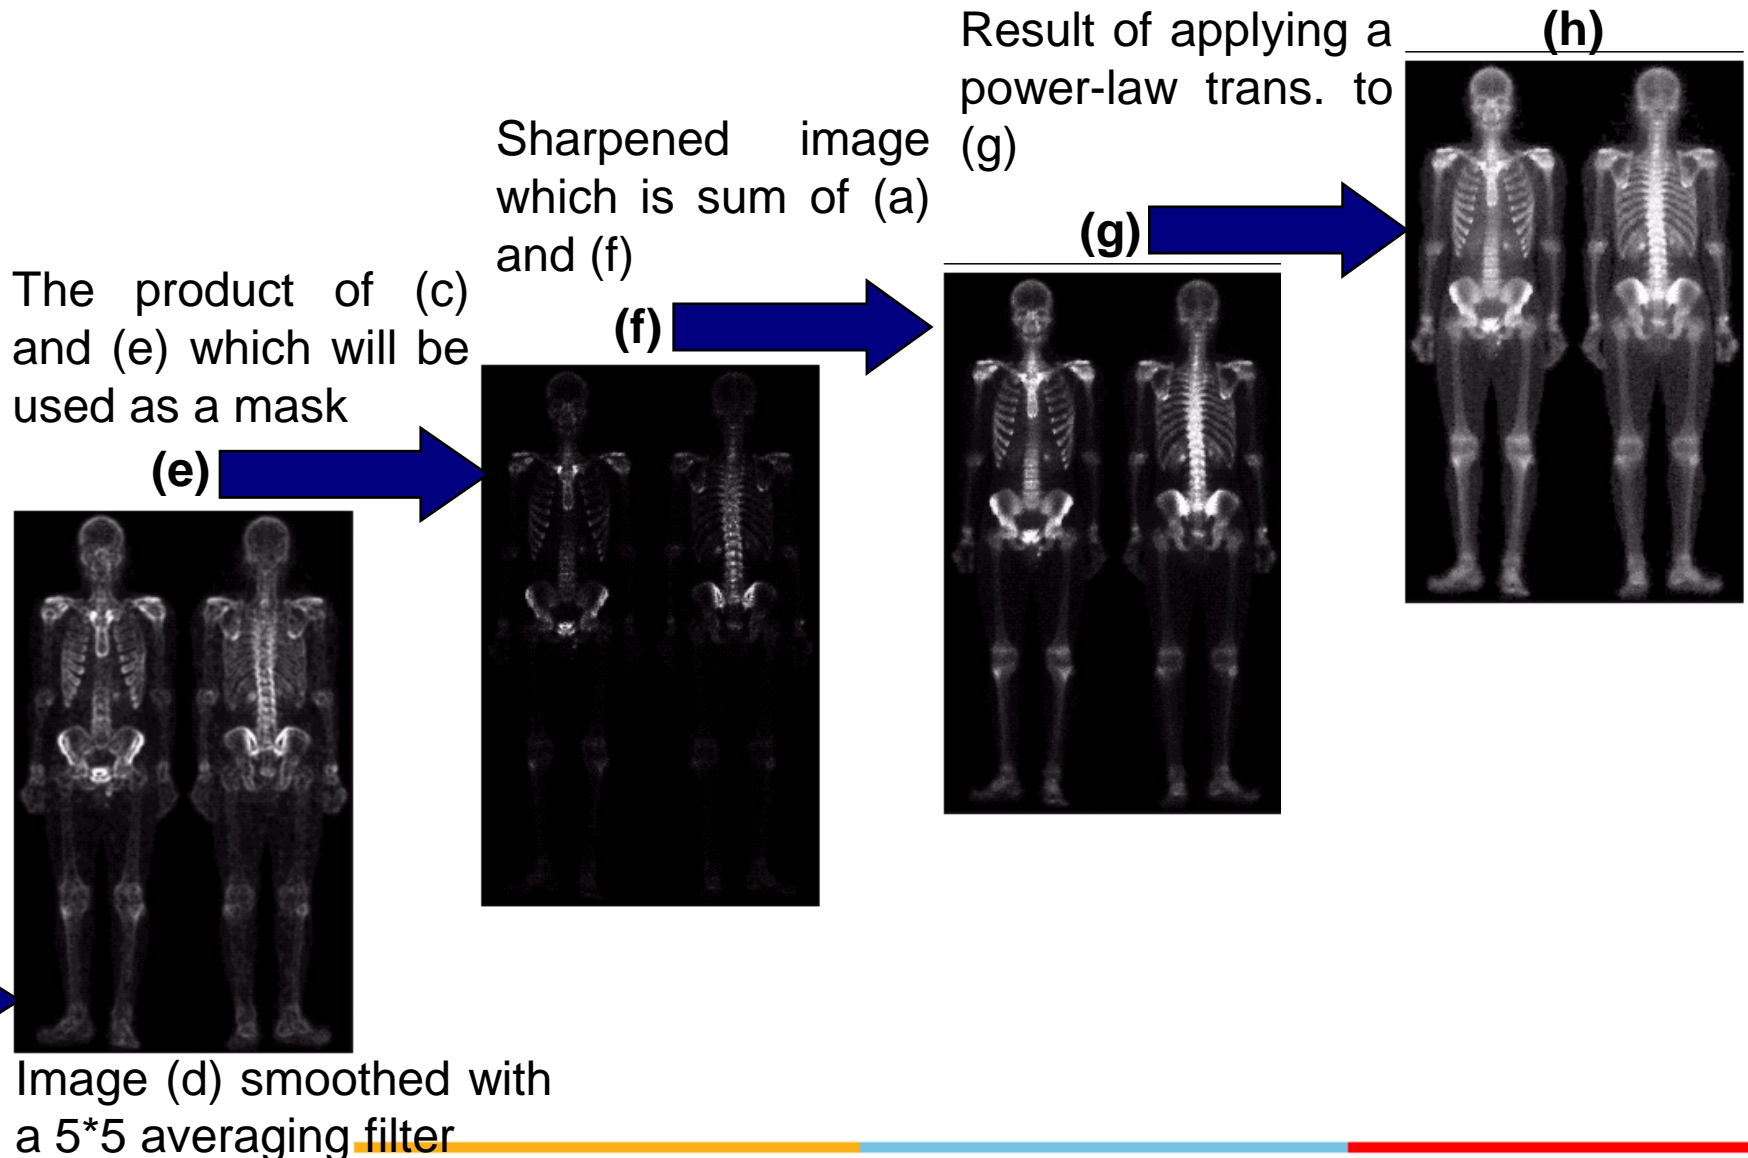 Result of applying a
power-law trans. to
(g)
(h)
Sharpened image
which is sum of (a)
and (f)
(g)
The product of (c)
and (e) which will be
used as a mask
(f)
(e)
Image (d) smoothed with
a 5*5 averaging filter